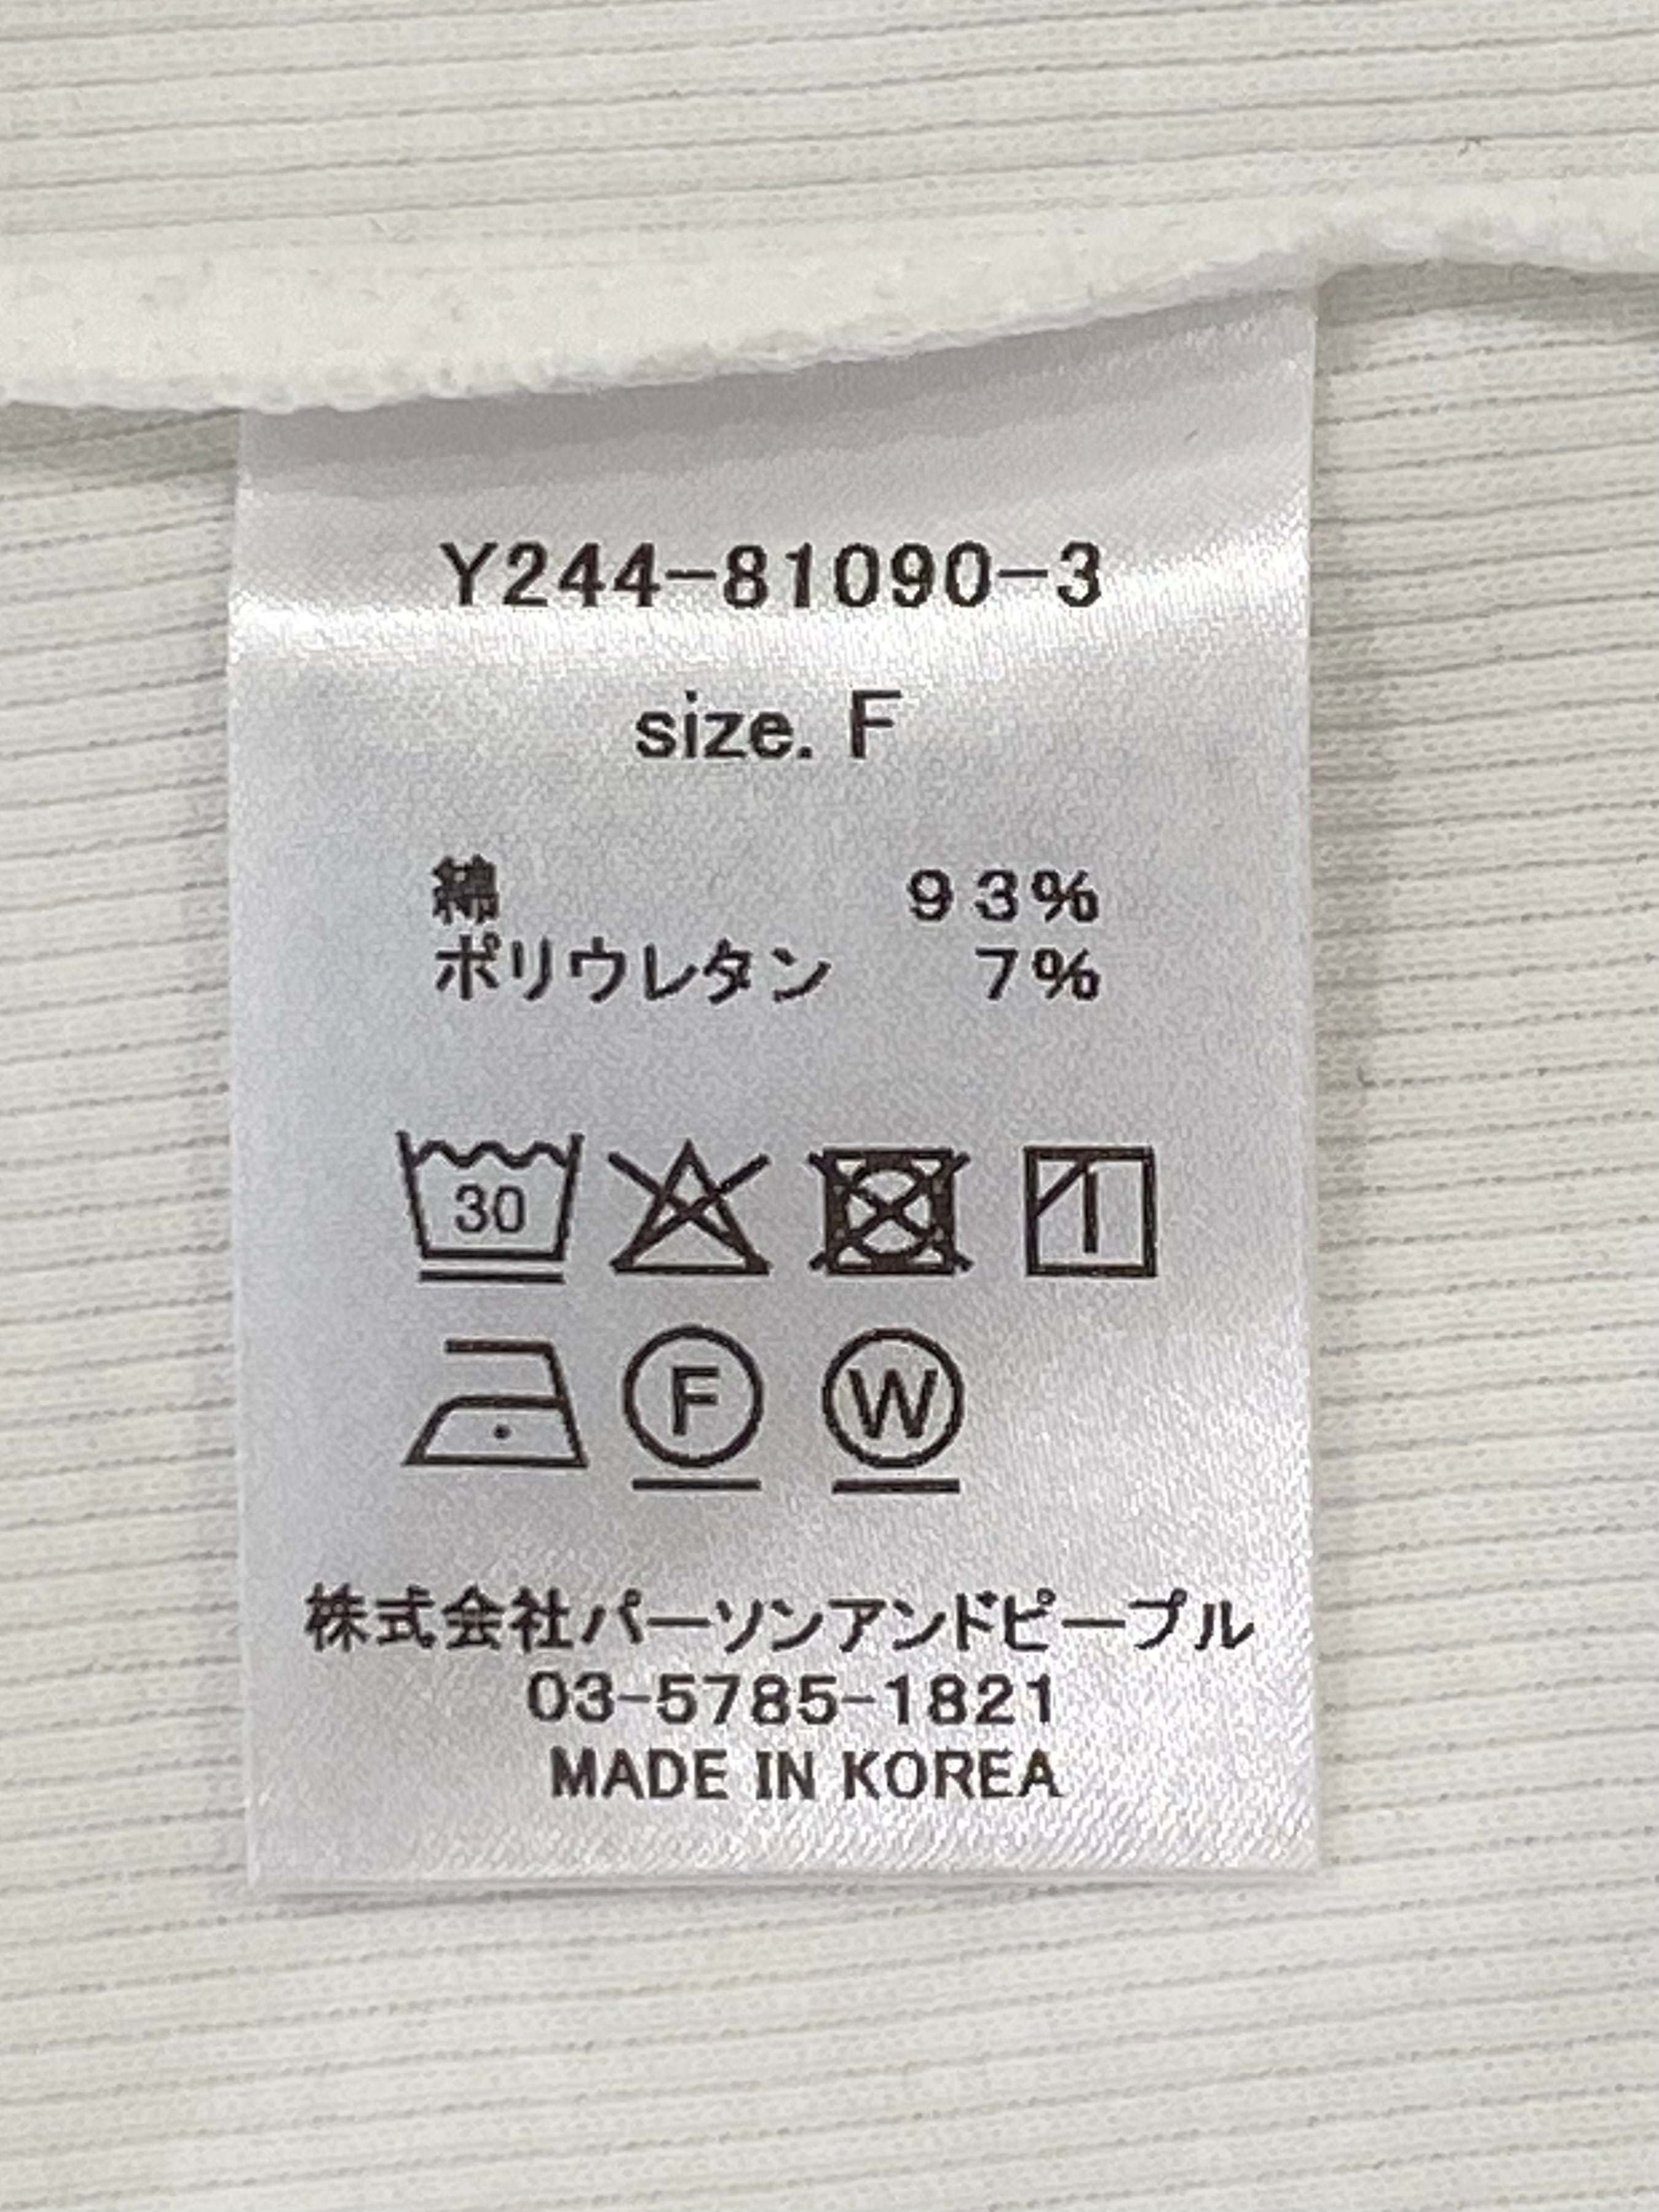 Y244-81090-3
size. F
綿 93%
ポリウレタン 7%
30
F W
株式会社パーソンアンドピープル
03-5785-1821
MADE IN KOREA